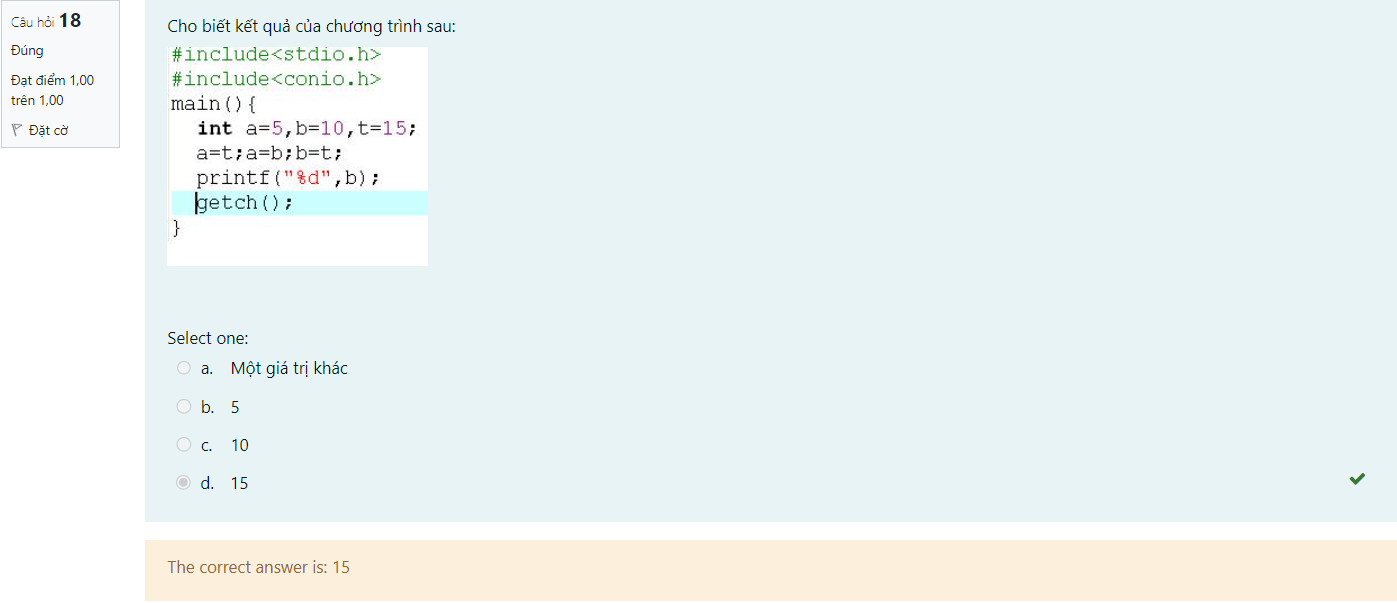 Câu hỏi 18
Đúng
Đạt điểm 1,00
trên 1,00
Đặt cờ
Cho biết kết quả của chương trình sau:
#include<stdio.h>
#include<conio.h>
main(){
int a=5,b=10,t=15;
a=t;a=b;b=t;
printf("%d",b);
getch();
}
Select one:
a. Một giá trị khác
b. 5
c. 10
d. 15
The correct answer is: 15